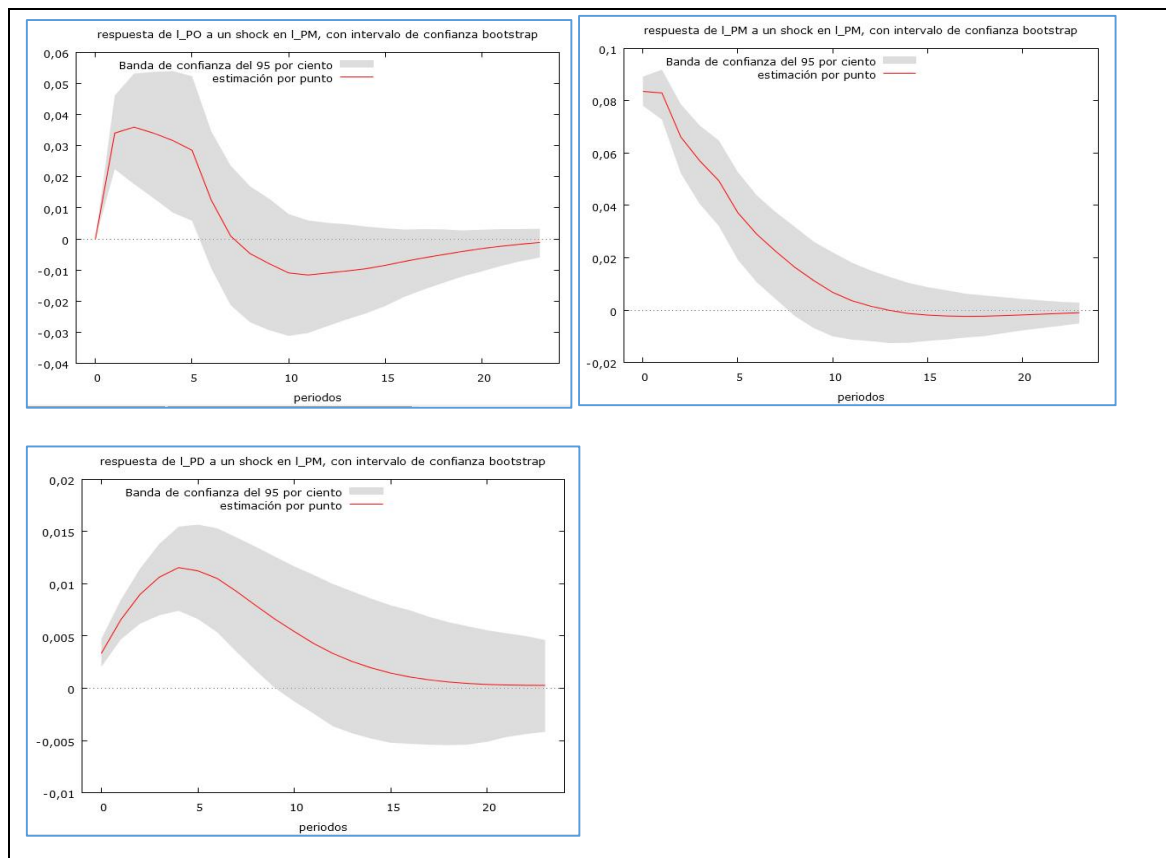 respuesta de l_PO a un shock en l_PM, con intervalo de confianza bootstrap
0,06
Banda de confianza del 95 por ciento
estimación por punto
0,05
0,04
0,03
0,02
0,01
0
-0,01
-0,02
-0,03
-0,04
0 5 10 15 20
periodos
respuesta de l_PM a un shock en l_PM, con intervalo de confianza bootstrap
0,1
Banda de confianza del 95 por ciento
estimación por punto
0,08
0,06
0,04
0,02
0
-0,02
0 5 10 15 20
periodos
respuesta de l_PD a un shock en l_PM, con intervalo de confianza bootstrap
0,02
Banda de confianza del 95 por ciento
estimación por punto
0,015
0,01
0,005
0
-0,005
-0,01
0 5 10 15 20
periodos